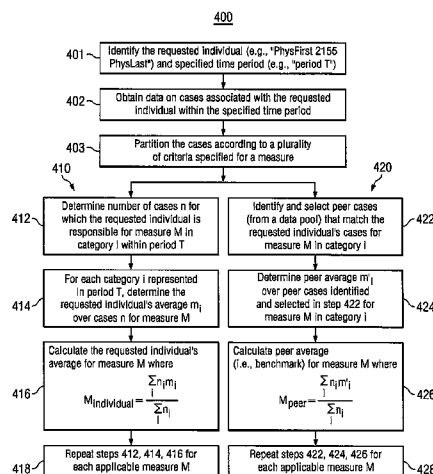 400
401
Identify the requested individual (e.g., "PhysFirst 2155
PhysLast") and specified time period (e.g., "period T")
402
Obtain data on cases associated with the requested
individual within the specified time period
403
Partition the cases according to a plurality
of criteria specified for a measure
410
420
412
Determine number of cases n for
which the requested individual is
responsible for measure M in
category i within period T
Identify and select peer cases
(from a data pool) that match the
requested individual's cases for
measure M in category i
422
414
For each category i represented
in period T, determine the
requested individual's average mi
over cases n for measure M
Determine peer average m'i
over peer cases identified
and selected in step 422 for
measure M in category i
424
416
Calculate the requested individual's
average for measure M where
Mindividual = Σi nimi / Σi ni
Calculate peer average
(i.e., benchmark) for measure M where
Mpeer = Σi nim'i / Σi ni
426
418
Repeat steps 412, 414, 416 for
each applicable measure M
Repeat steps 422, 424, 426 for
each applicable measure M
428